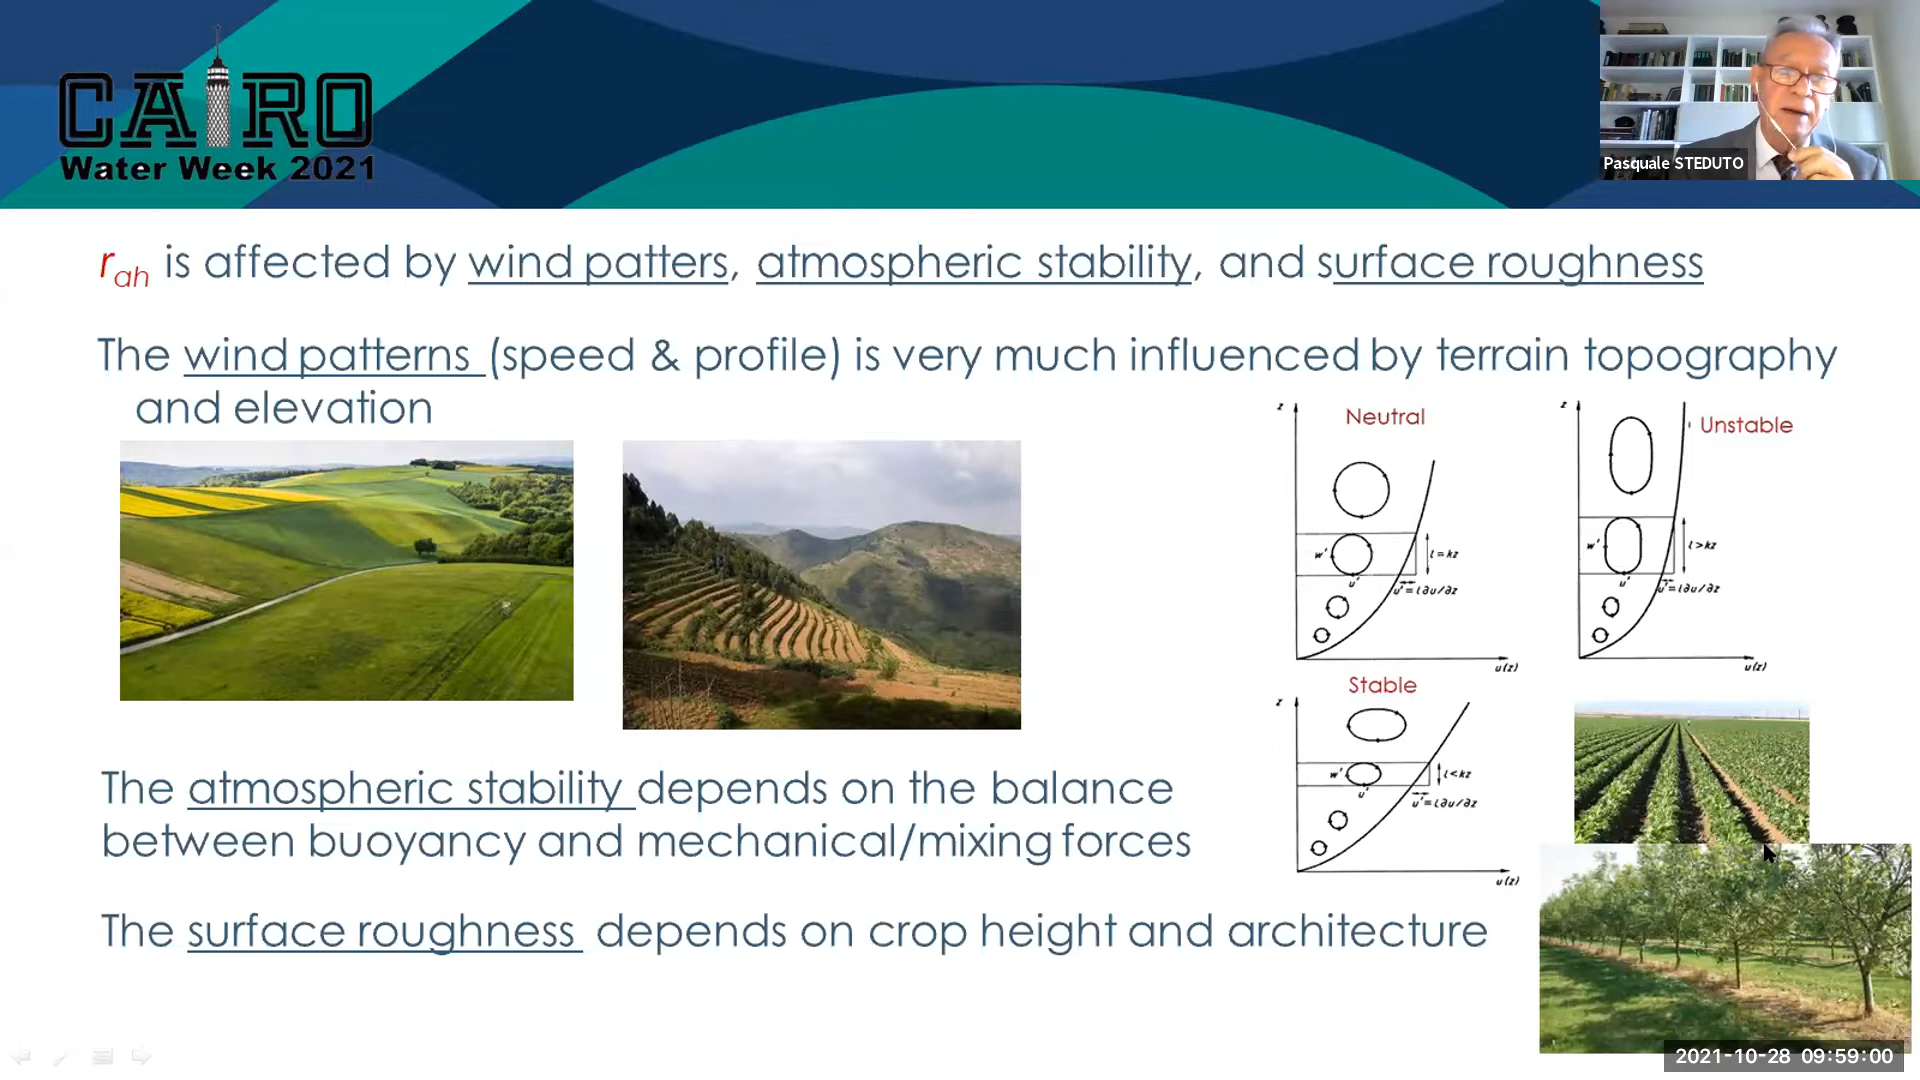 CAIRO
Water Week 2021
Pasquale STEDUTO
r_ah is affected by wind patters, atmospheric stability, and surface roughness
The wind patterns (speed & profile) is very much influenced by terrain topography
and elevation
z
Neutral
w'
l = kz
u'
u' = l∂u/∂z
u(z)
z
Unstable
w'
l > kz
u'
u' = l∂u/∂z
u(z)
Stable
z
w'
l < kz
u'
u' = l∂u/∂z
u(z)
The atmospheric stability depends on the balance
between buoyancy and mechanical/mixing forces
The surface roughness depends on crop height and architecture
2021-10-28 09:59:00